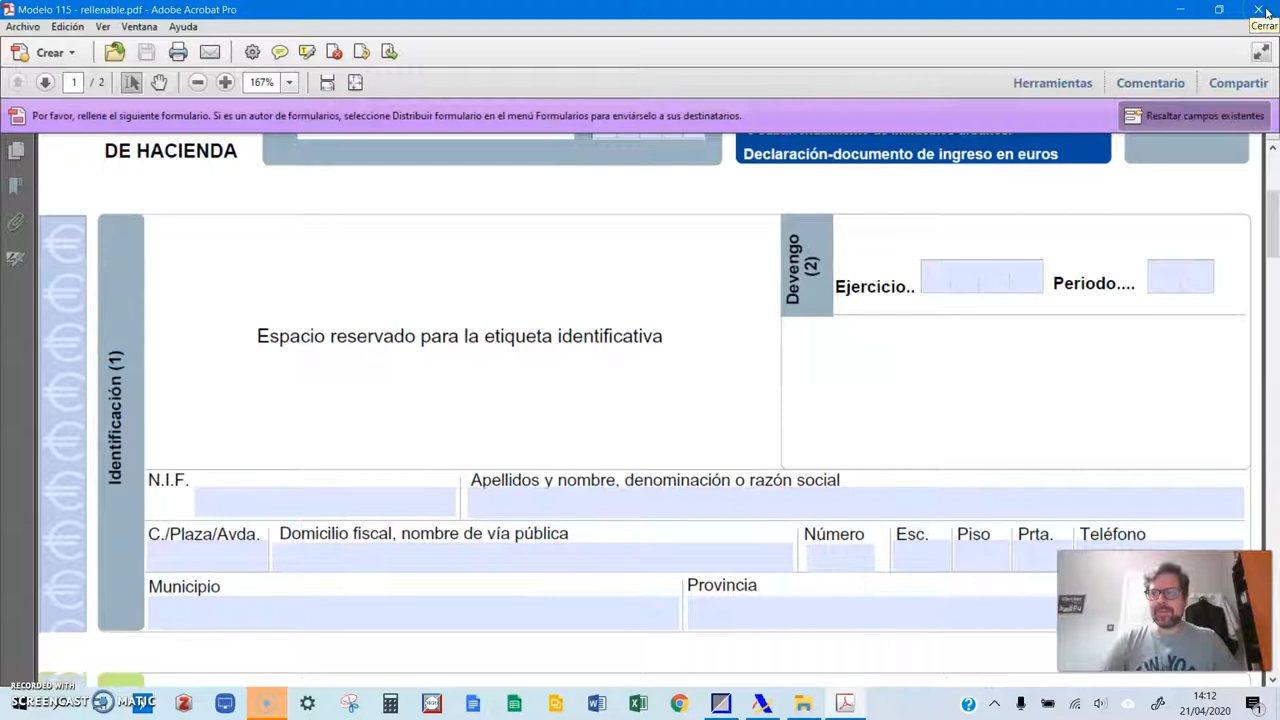 Modelo 115 - rellenable.pdf - Adobe Acrobat Pro
Archivo Edición Ver Ventana Ayuda
Cerrar
Crear
1 / 2 167% Herramientas Comentario Compartir
Por favor, rellene el siguiente formulario. Si es un autor de formularios, seleccione Distribuir formulario en el menú Formularios para enviárselo a sus destinatarios. Resaltar campos existentes
DE HACIENDA
Declaración-documento de ingreso en euros
Identificación (1)
Espacio reservado para la etiqueta identificativa
Devengo (2)
Ejercicio.. Periodo....
N.I.F. Apellidos y nombre, denominación o razón social
C./Plaza/Avda. Domicilio fiscal, nombre de vía pública Número Esc. Piso Prta. Teléfono
Municipio Provincia
RECORDED WITH
SCREENCAST MATIC
14:12
21/04/2020